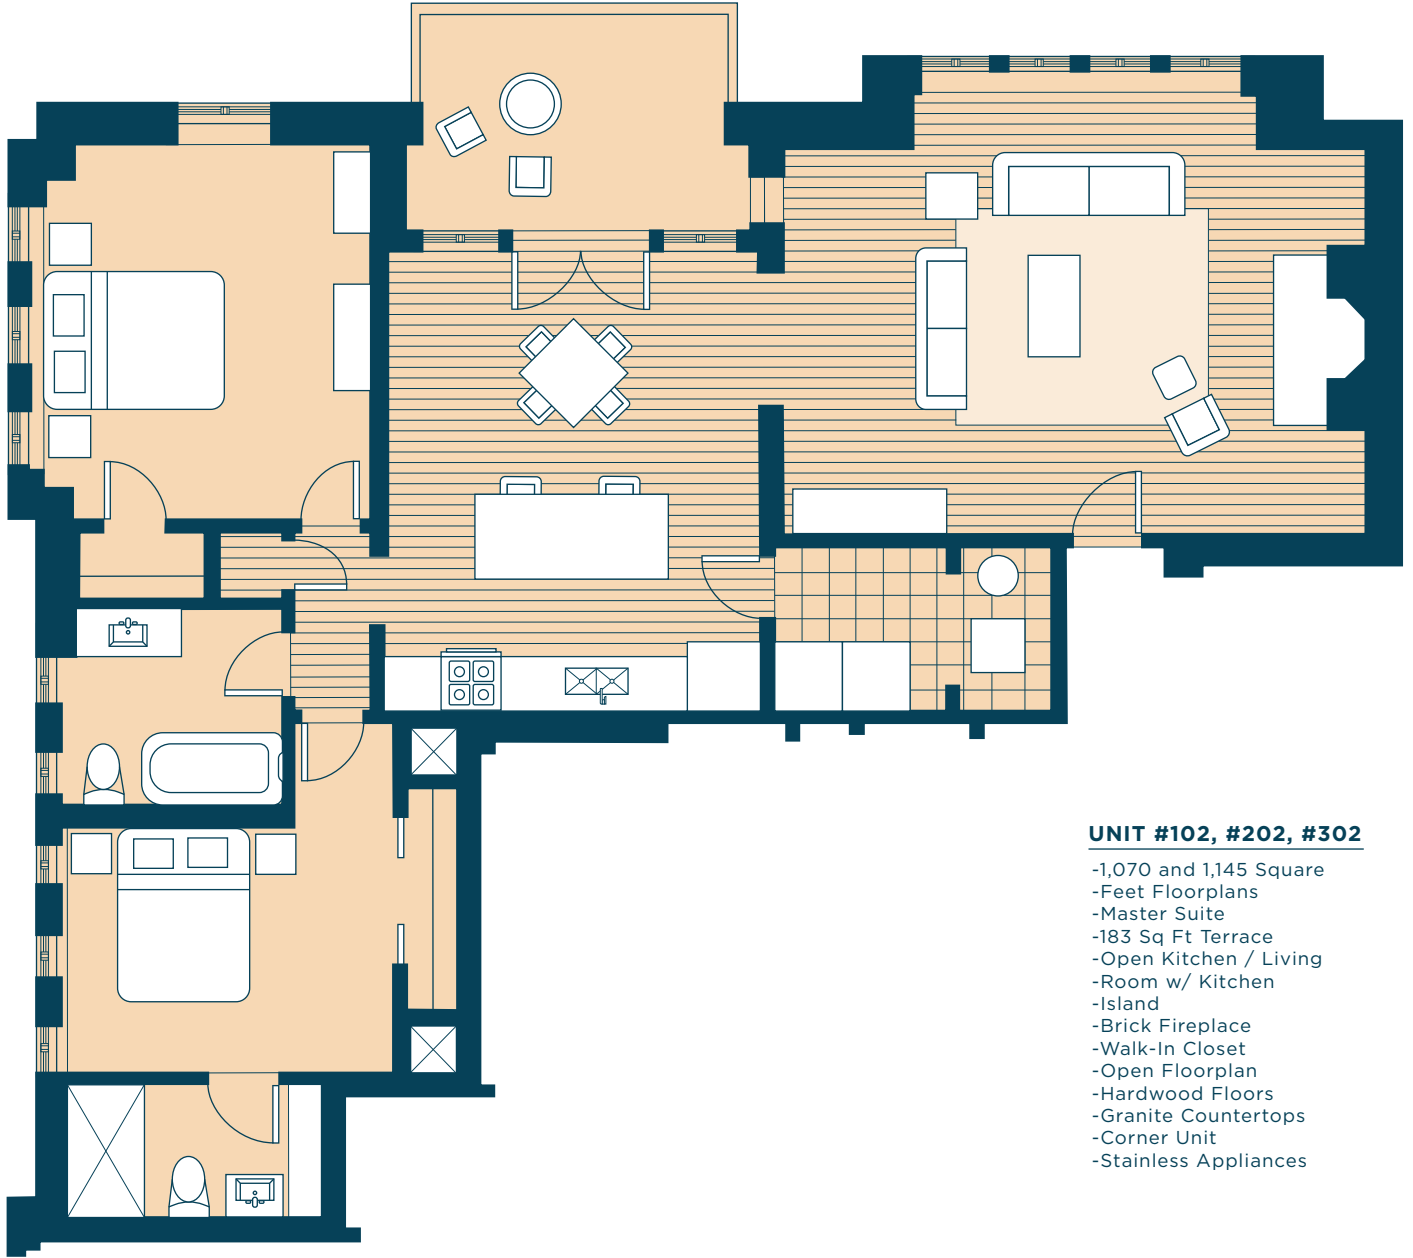 UNIT #102, #202, #302
-1,070 and 1,145 Square
-Feet Floorplans
-Master Suite
-183 Sq Ft Terrace
-Open Kitchen / Living
-Room w/ Kitchen
-Island
-Brick Fireplace
-Walk-In Closet
-Open Floorplan
-Hardwood Floors
-Granite Countertops
-Corner Unit
-Stainless Appliances